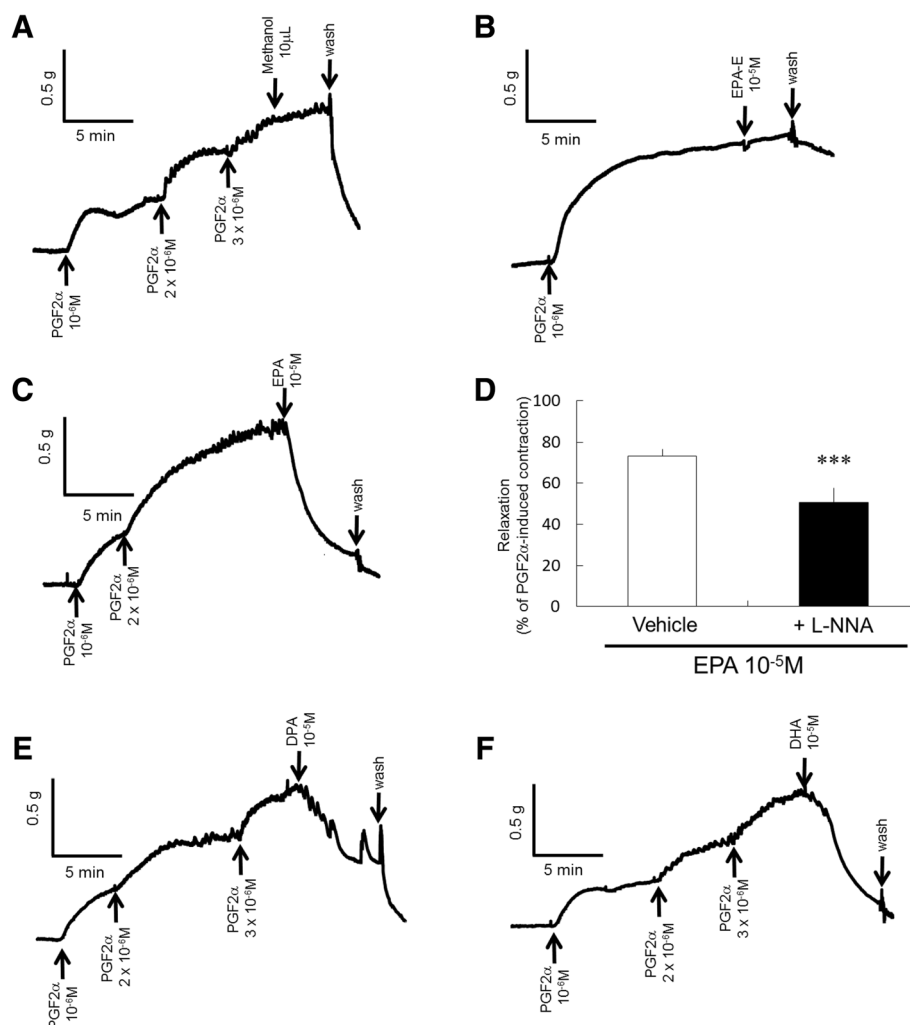 A
0.5 g
5 min
PGF2α
10⁻⁶M
PGF2α
2 x 10⁻⁶M
PGF2α
3 x 10⁻⁶M
Methanol
10μL
wash
B
0.5 g
5 min
PGF2α
10⁻⁶M
EPA-E
10⁻⁵M
wash
C
0.5 g
5 min
PGF2α
10⁻⁶M
PGF2α
2 x 10⁻⁶M
EPA
10⁻⁵M
wash
D
Relaxation
(% of PGF2α-induced contraction)
100
80
60
40
20
0
***
Vehicle
+ L-NNA
EPA 10⁻⁵M
E
0.5 g
5 min
PGF2α
10⁻⁶M
PGF2α
2 x 10⁻⁶M
PGF2α
3 x 10⁻⁶M
DPA
10⁻⁵M
wash
F
0.5 g
5 min
PGF2α
10⁻⁶M
PGF2α
2 x 10⁻⁶M
PGF2α
3 x 10⁻⁶M
DHA
10⁻⁵M
wash